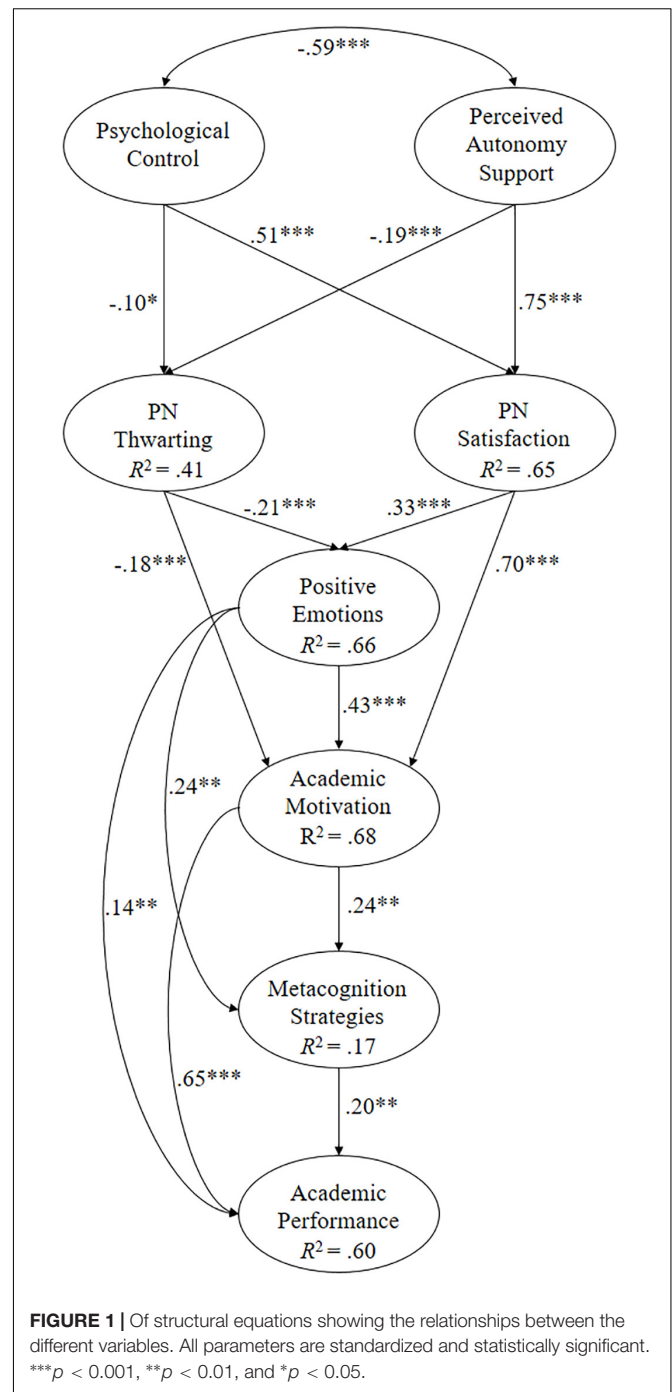 -.59***
Psychological
Control
Perceived
Autonomy
Support
.51***
-.19***
-.10*
.75***
PN
Thwarting
R² = .41
PN
Satisfaction
R² = .65
-.21***
.33***
-.18***
.70***
Positive
Emotions
R² = .66
.43***
.24**
Academic
Motivation
R² = .68
.14**
.24**
Metacognition
Strategies
R² = .17
.65***
.20**
Academic
Performance
R² = .60
FIGURE 1 | Of structural equations showing the relationships between the
different variables. All parameters are standardized and statistically significant.
***p < 0.001, **p < 0.01, and *p < 0.05.